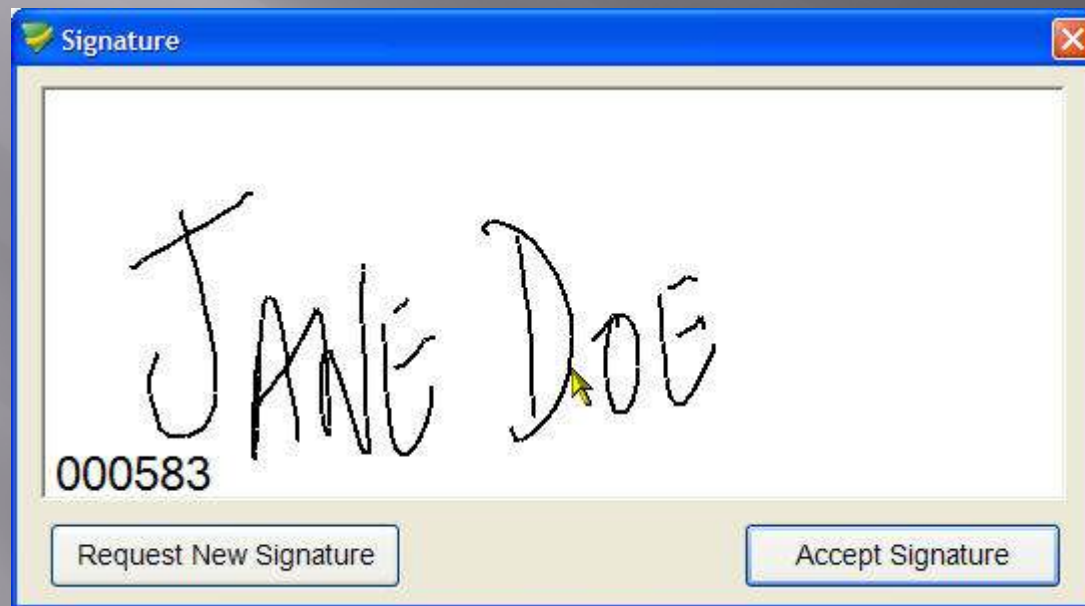 Signature
JANE DOE
000583
Request New Signature
Accept Signature